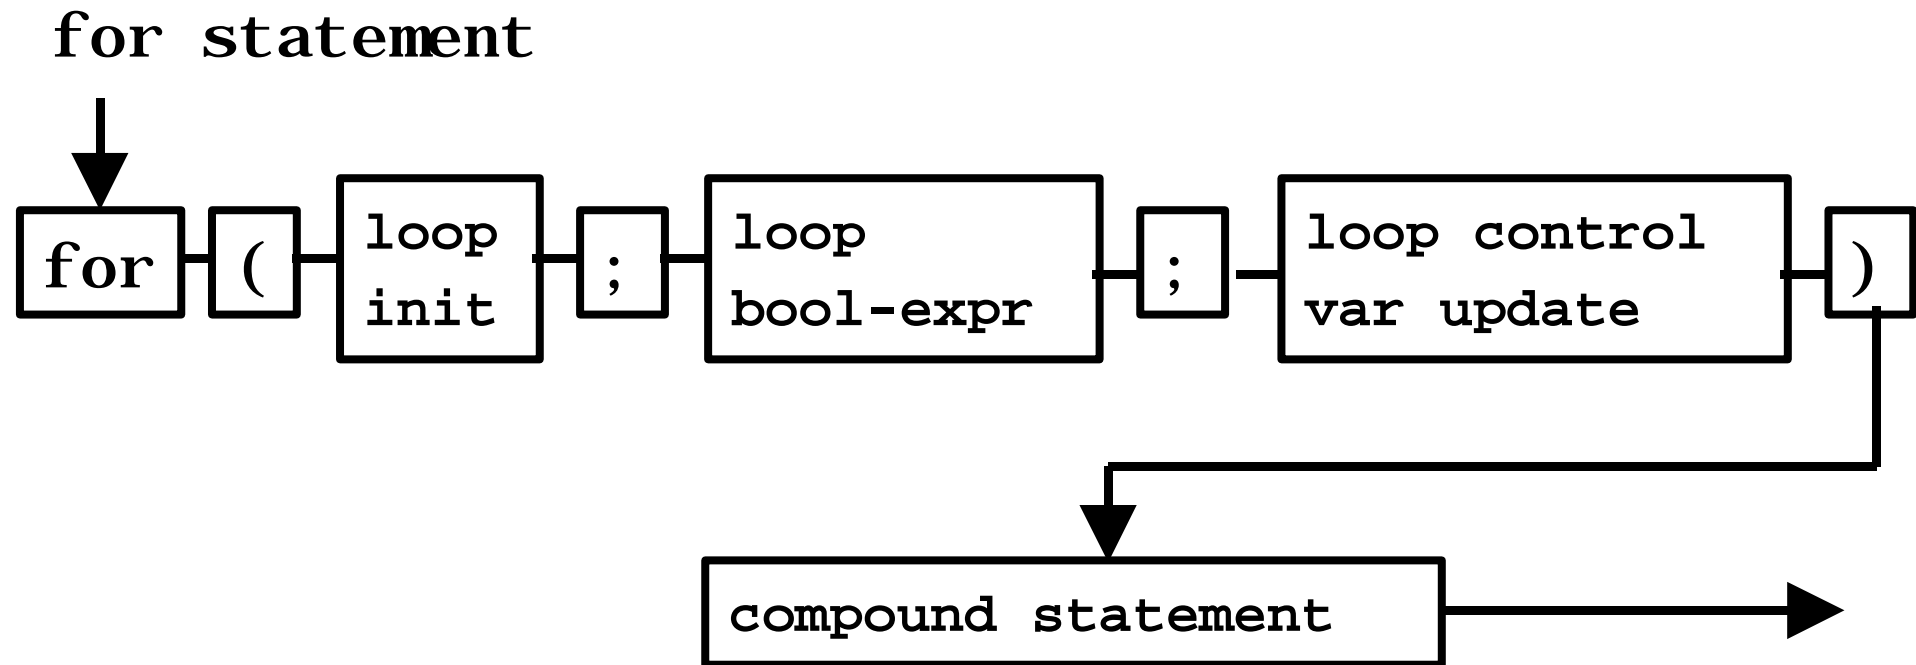 for statement
for
(
loop
init
;
loop
bool-expr
;
loop control
var update
)
compound statement